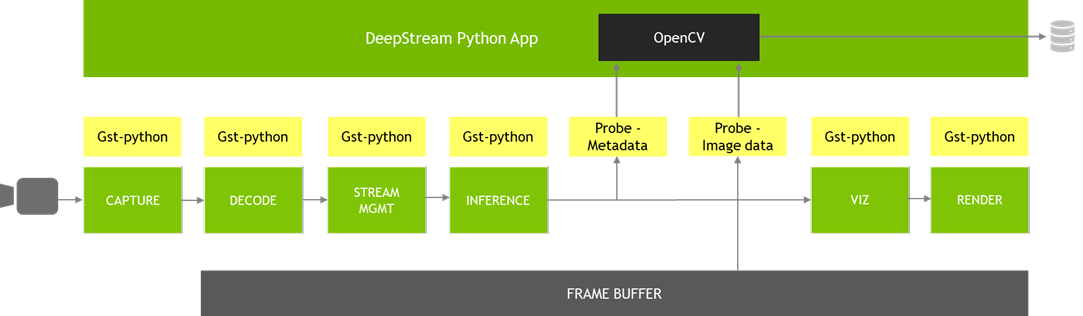 DeepStream Python App
OpenCV
Gst-python
Gst-python
Gst-python
Gst-python
Probe -
Metadata
Probe -
Image data
Gst-python
Gst-python
CAPTURE
DECODE
STREAM
MGMT
INFERENCE
VIZ
RENDER
FRAME BUFFER